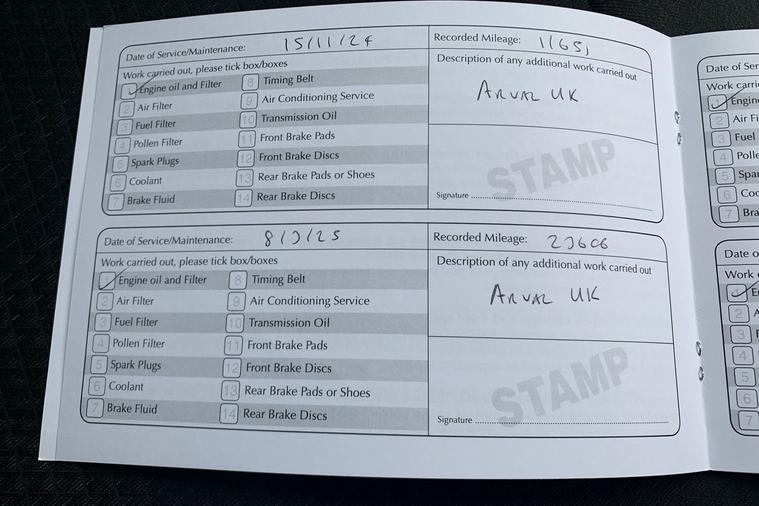 Date of Service/Maintenance: 15/11/24
Recorded Mileage: 11651
Work carried out, please tick box/boxes
Description of any additional work carried out
1 Engine oil and Filter
8 Timing Belt
2 Air Filter
9 Air Conditioning Service
ARVAL UK
3 Fuel Filter
10 Transmission Oil
4 Pollen Filter
11 Front Brake Pads
5 Spark Plugs
12 Front Brake Discs
6 Coolant
13 Rear Brake Pads or Shoes
STAMP
7 Brake Fluid
14 Rear Brake Discs
Signature
Date of Service/Maintenance: 8/3/25
Recorded Mileage: 23606
Work carried out, please tick box/boxes
Description of any additional work carried out
1 Engine oil and Filter
8 Timing Belt
2 Air Filter
9 Air Conditioning Service
ARVAL UK
3 Fuel Filter
10 Transmission Oil
4 Pollen Filter
11 Front Brake Pads
5 Spark Plugs
12 Front Brake Discs
6 Coolant
13 Rear Brake Pads or Shoes
STAMP
7 Brake Fluid
14 Rear Brake Discs
Signature
Date of Ser
Work carri
1 Engin
2 Air Fi
3 Fuel
4 Polle
5 Spar
6 Coo
7 Bra
Date o
Work
1 E
2 A
3 F
4
5
6
7